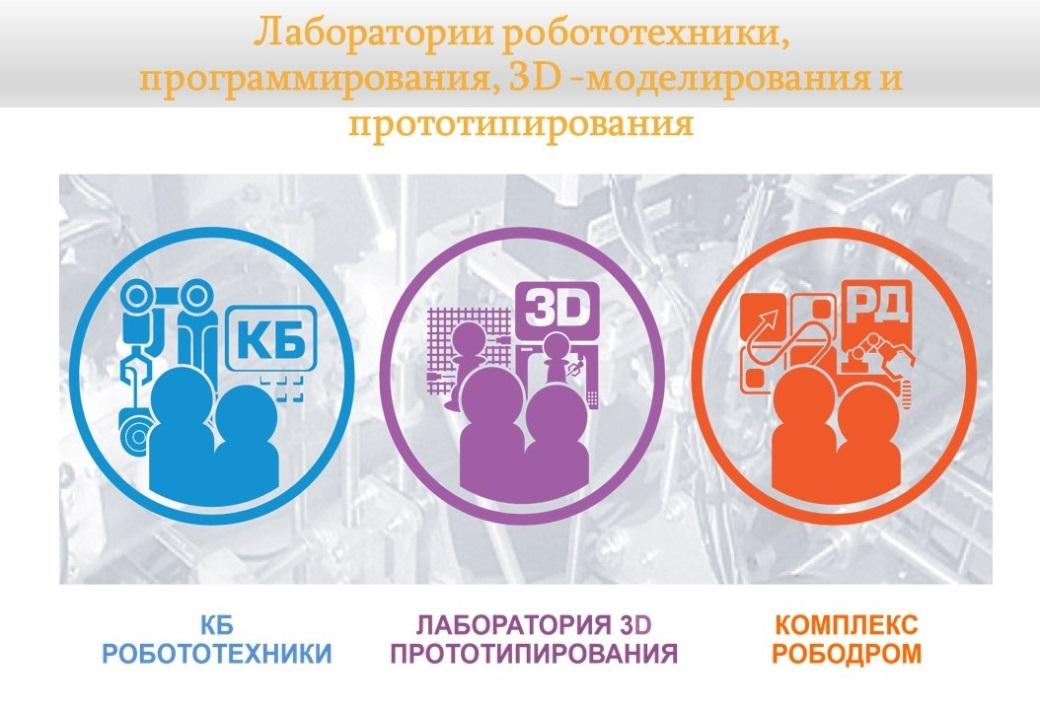 Лаборатории робототехники,
программирования, 3D -моделирования и
прототипирования
КБ
3D
РД
КБ
РОБОТОТЕХНИКИ
ЛАБОРАТОРИЯ 3D
ПРОТОТИПИРОВАНИЯ
КОМПЛЕКС
РОБОДРОМ